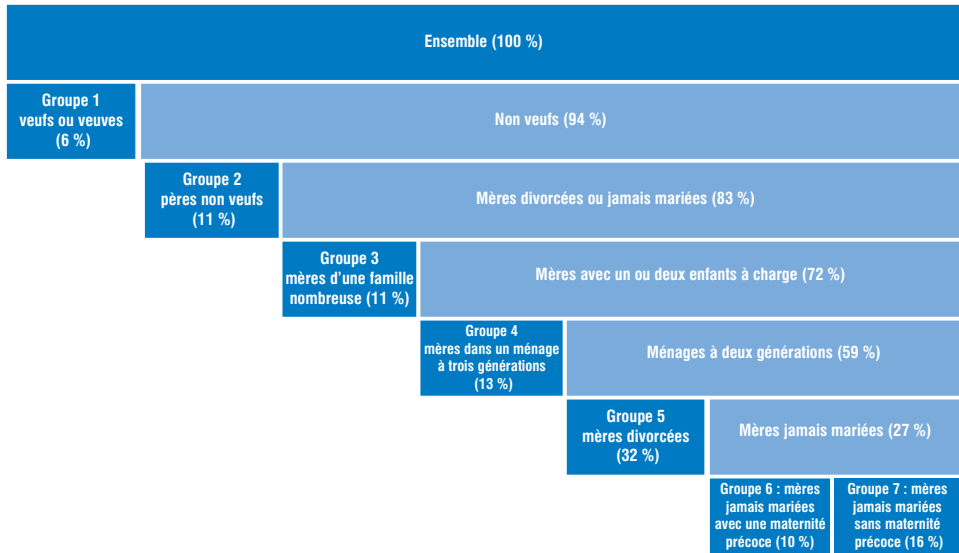 Ensemble (100 %)
Groupe 1
veufs ou veuves
(6 %)
Non veufs (94 %)
Groupe 2
pères non veufs
(11 %)
Mères divorcées ou jamais mariées (83 %)
Groupe 3
mères d’une famille
nombreuse (11 %)
Mères avec un ou deux enfants à charge (72 %)
Groupe 4
mères dans un ménage
à trois générations
(13 %)
Ménages à deux générations (59 %)
Groupe 5
mères divorcées
(32 %)
Mères jamais mariées (27 %)
Groupe 6 : mères
jamais mariées
avec une maternité
précoce (10 %)
Groupe 7 : mères
jamais mariées
sans maternité
précoce (16 %)